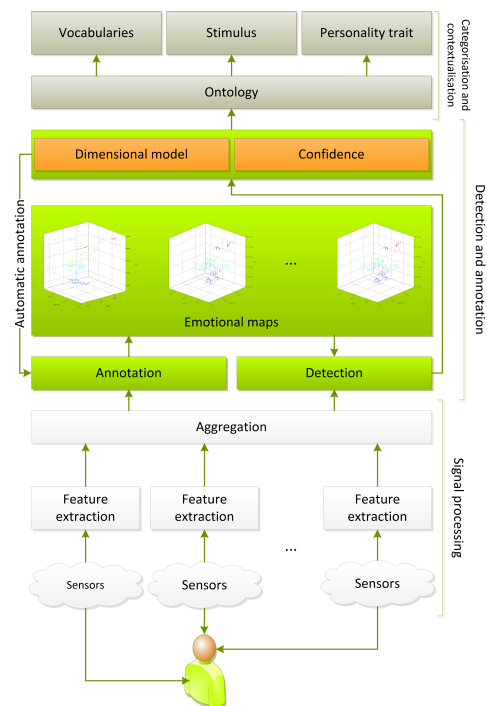 Vocabularies
Stimulus
Personality trait
Categorisation and
contextualisation
Ontology
Dimensional model
Confidence
Automatic annotation
Detection and annotation
...
Emotional maps
Annotation
Detection
Aggregation
Signal processing
Feature
extraction
Feature
extraction
Feature
extraction
...
Sensors
Sensors
Sensors